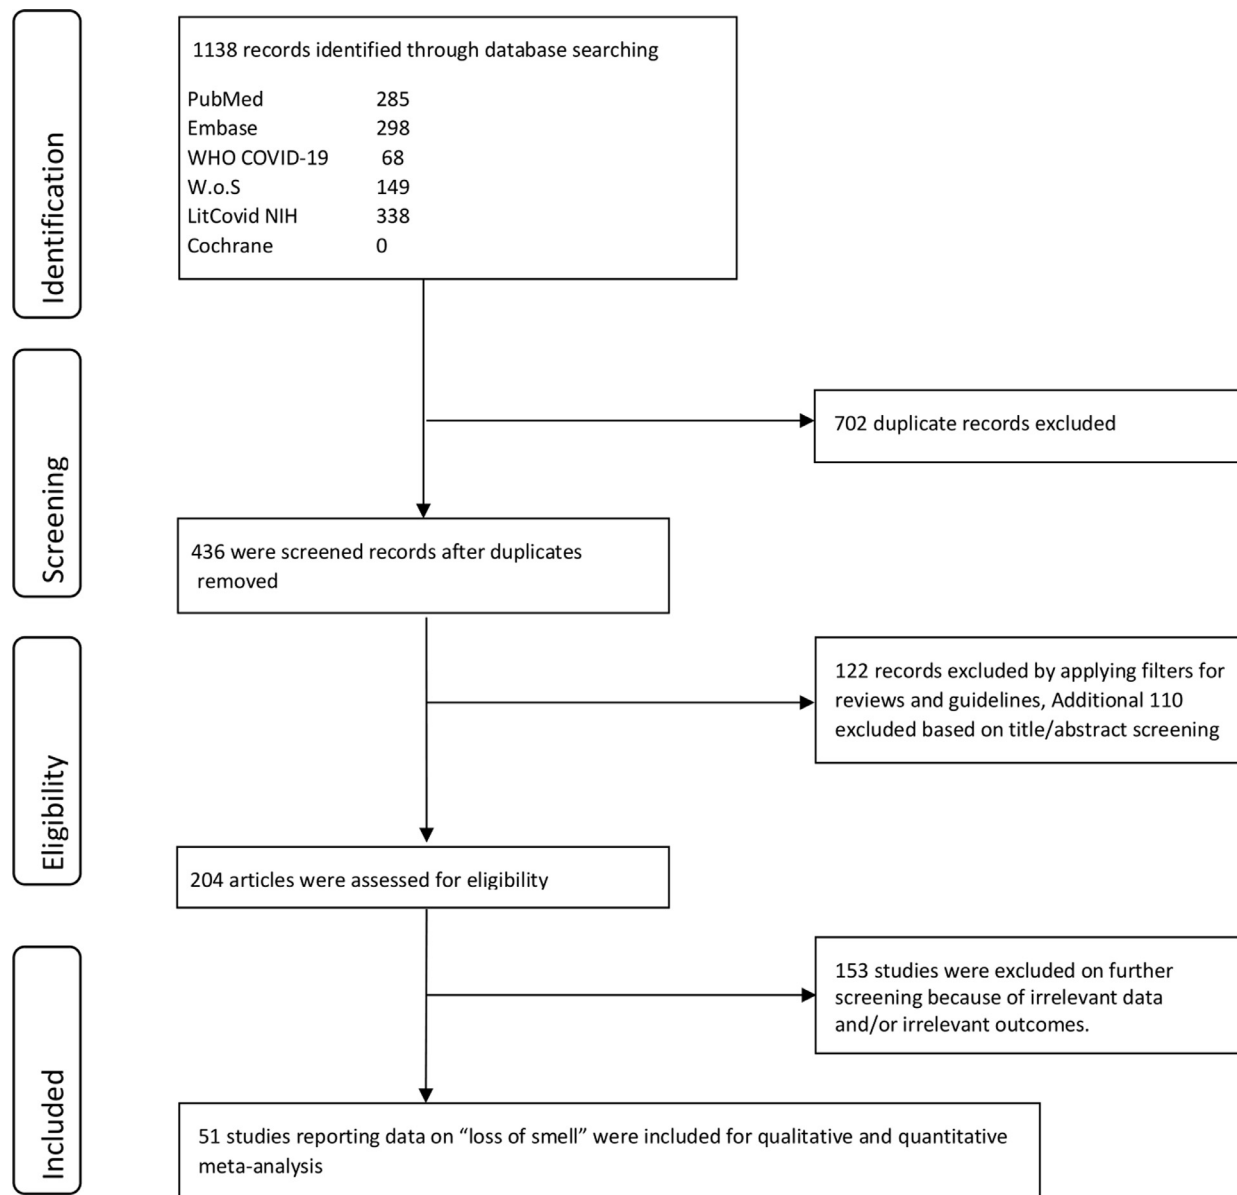 Identification
1138 records identified through database searching
PubMed 285
Embase 298
WHO COVID-19 68
W.o.S 149
LitCovid NIH 338
Cochrane 0
Screening
702 duplicate records excluded
436 were screened records after duplicates
removed
Eligibility
122 records excluded by applying filters for
reviews and guidelines, Additional 110
excluded based on title/abstract screening
204 articles were assessed for eligibility
Included
153 studies were excluded on further
screening because of irrelevant data
and/or irrelevant outcomes.
51 studies reporting data on “loss of smell” were included for qualitative and quantitative
meta-analysis